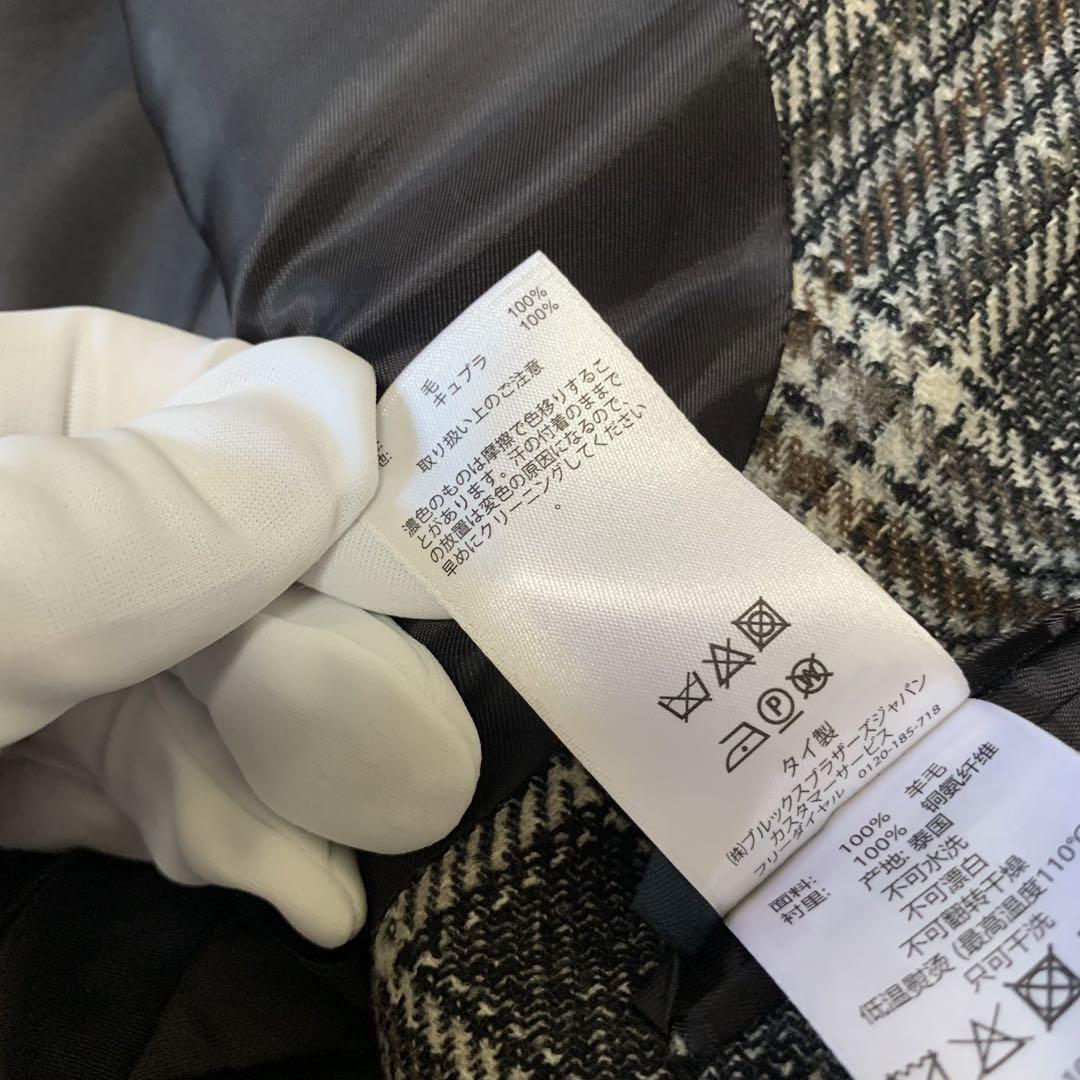 毛 100%
キュプラ 100%
取り扱い上のご注意
濃色のものは摩擦で色移りするこ
とがあります。汗の付着のままで
の放置は変色の原因になるので、
早めにクリーニングしてください
。
P W
タイ製
(株)ブルックスブラザーズジャパン
カスタマーサービス
フリーダイヤル 0120-185-718
面料: 100% 羊毛
衬里: 100% 铜氨纤维
产地: 泰国
不可水洗
不可漂白
不可翻转干燥
低温熨烫 (最高温度110°C
只可干洗